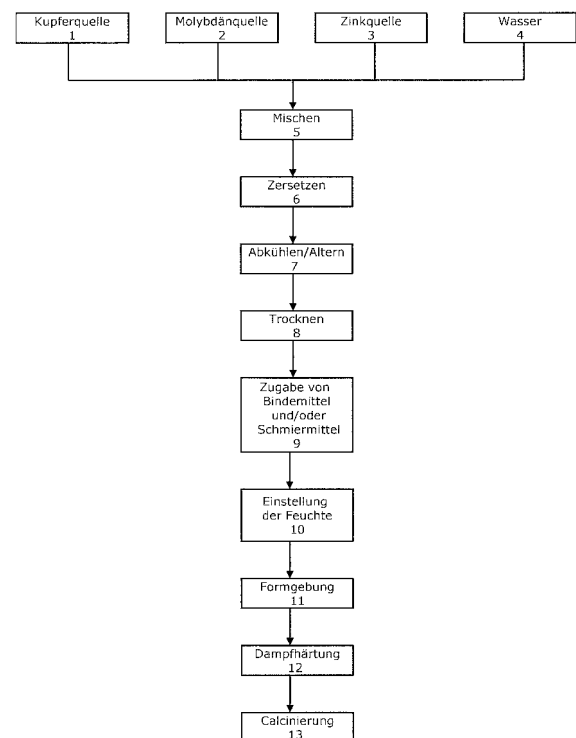 Kupferquelle
1
Molybdänquelle
2
Zinkquelle
3
Wasser
4
Mischen
5
Zersetzen
6
Abkühlen/Altern
7
Trocknen
8
Zugabe von
Bindemittel
und/oder
Schmiermittel
9
Einstellung
der Feuchte
10
Formgebung
11
Dampfhärtung
12
Calcinierung
13